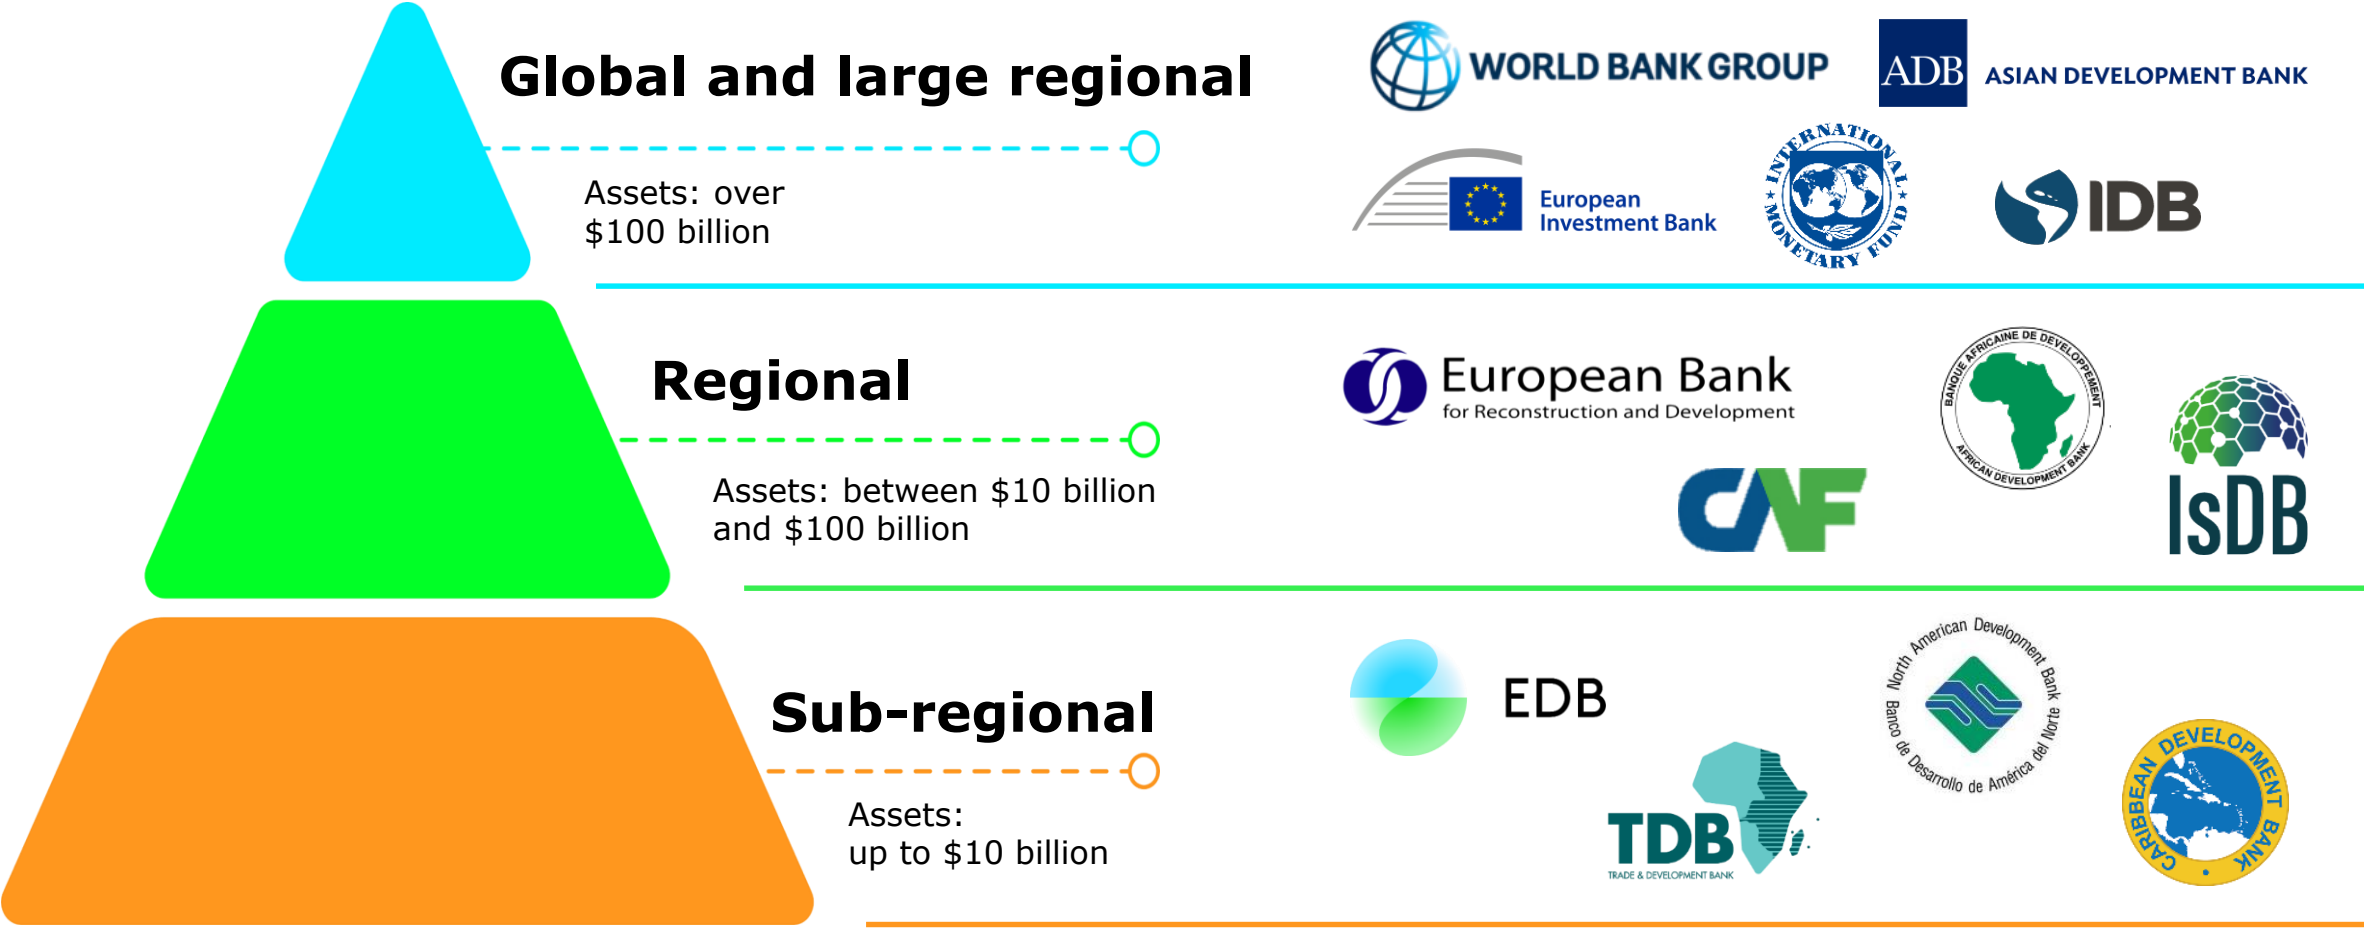 Global and large regional
Assets: over
$100 billion
WORLD BANK GROUP
ADB
ASIAN DEVELOPMENT BANK
European
Investment Bank
INTERNATIONAL
MONETARY FUND
IDB
Regional
Assets: between $10 billion
and $100 billion
European Bank
for Reconstruction and Development
BANQUE AFRICAINE DE DEVELOPPEMENT
AFRICAN DEVELOPMENT BANK
CAF
IsDB
Sub-regional
Assets:
up to $10 billion
EDB
TDB
TRADE & DEVELOPMENT BANK
North American Development Bank
Banco de Desarrollo de América del Norte
CARIBBEAN DEVELOPMENT BANK